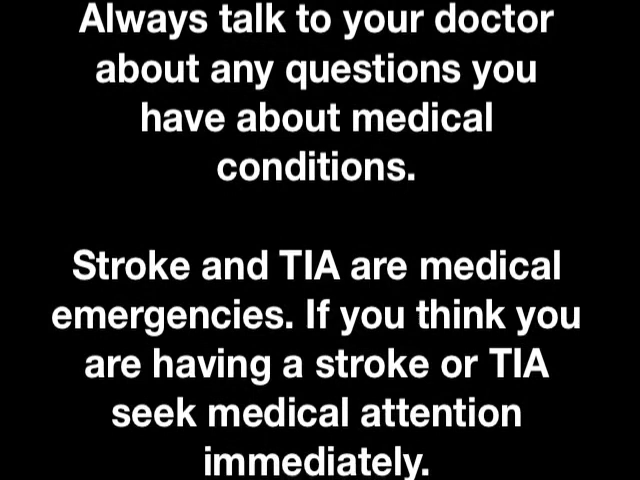 Always talk to your doctor
about any questions you
have about medical
conditions.
Stroke and TIA are medical
emergencies. If you think you
are having a stroke or TIA
seek medical attention
immediately.